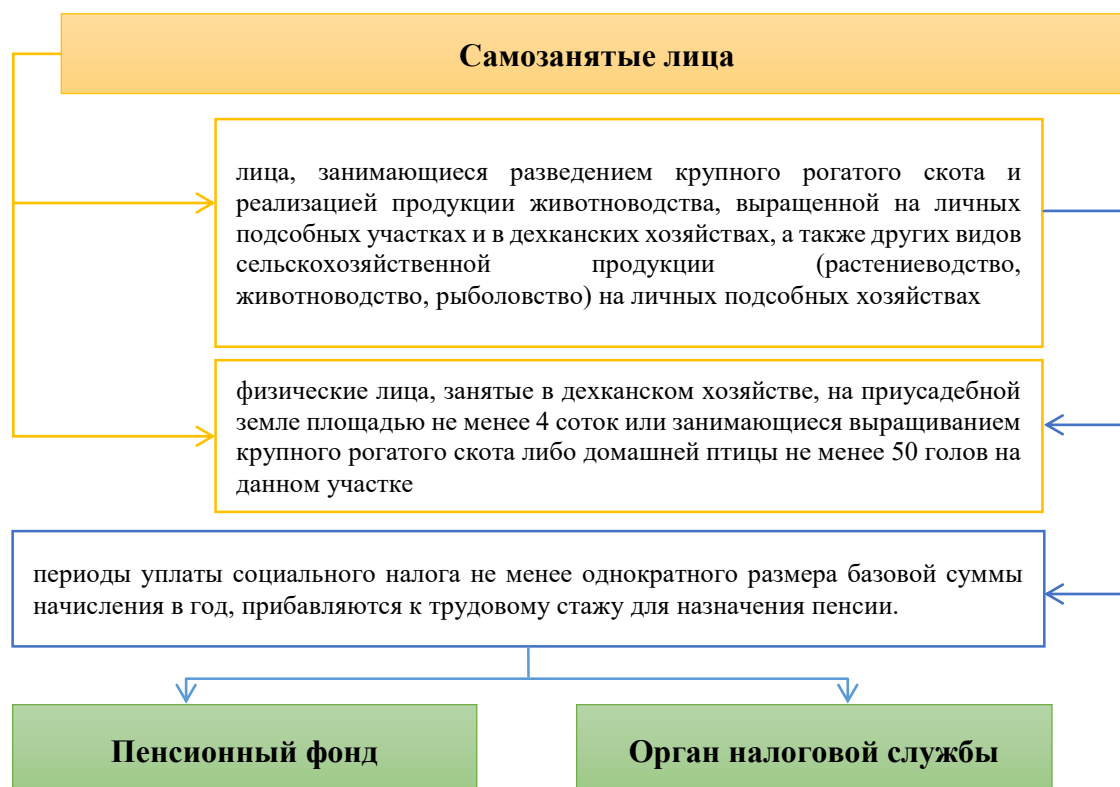 Самозанятые лица
лица, занимающиеся разведением крупного рогатого скота и
реализацией продукции животноводства, выращенной на личных
подсобных участках и в дехканских хозяйствах, а также других видов
сельскохозяйственной продукции (растениеводство,
животноводство, рыболовство) на личных подсобных хозяйствах
физические лица, занятые в дехканском хозяйстве, на приусадебной
земле площадью не менее 4 соток или занимающиеся выращиванием
крупного рогатого скота либо домашней птицы не менее 50 голов на
данном участке
периоды уплаты социального налога не менее однократного размера базовой суммы
начисления в год, прибавляются к трудовому стажу для назначения пенсии.
Пенсионный фонд
Орган налоговой службы